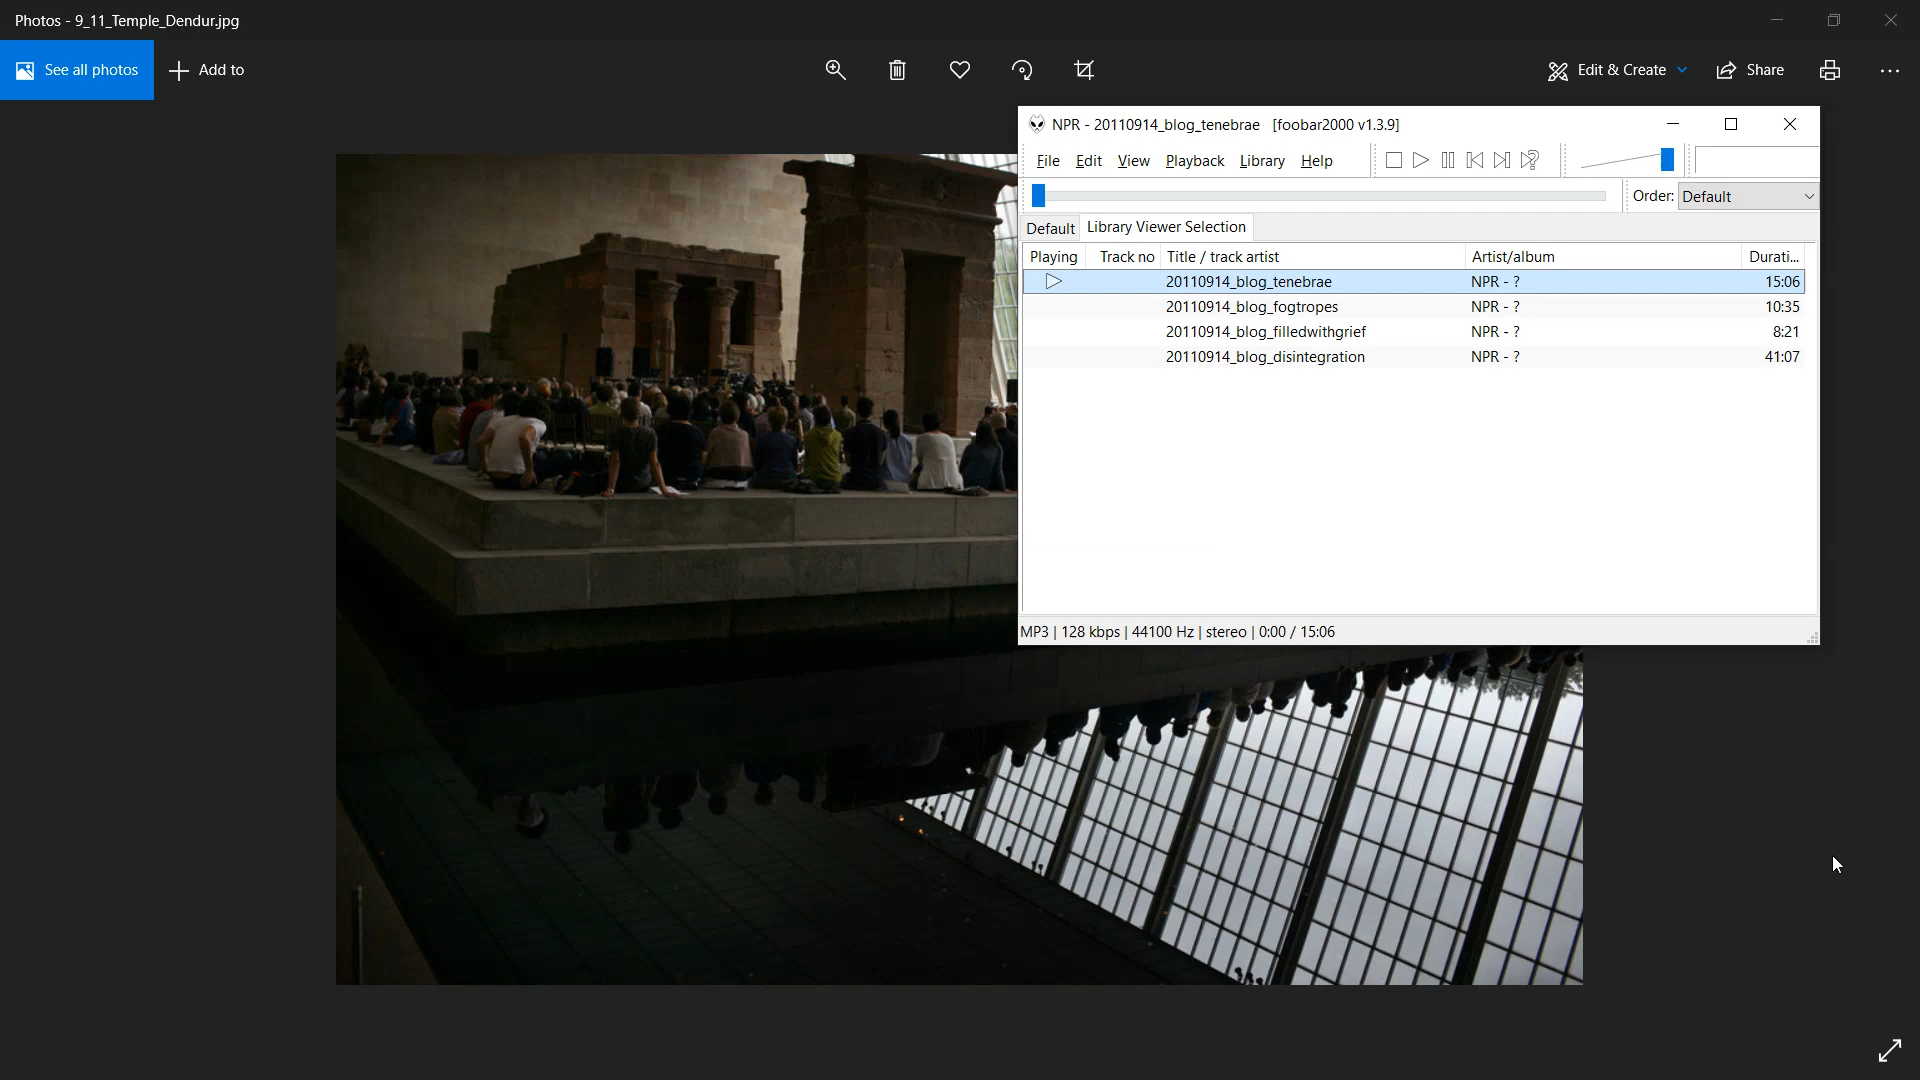 Photos - 9_11_Temple_Dendur.jpg
See all photos
Add to
Edit & Create
Share
NPR - 20110914_blog_tenebrae [foobar2000 v1.3.9]
File Edit View Playback Library Help
Order: Default
Default Library Viewer Selection
Playing Track no Title / track artist Artist/album Durati...
20110914_blog_tenebrae NPR - ? 15:06
20110914_blog_fogtropes NPR - ? 10:35
20110914_blog_filledwithgrief NPR - ? 8:21
20110914_blog_disintegration NPR - ? 41:07
MP3 | 128 kbps | 44100 Hz | stereo | 0:00 / 15:06